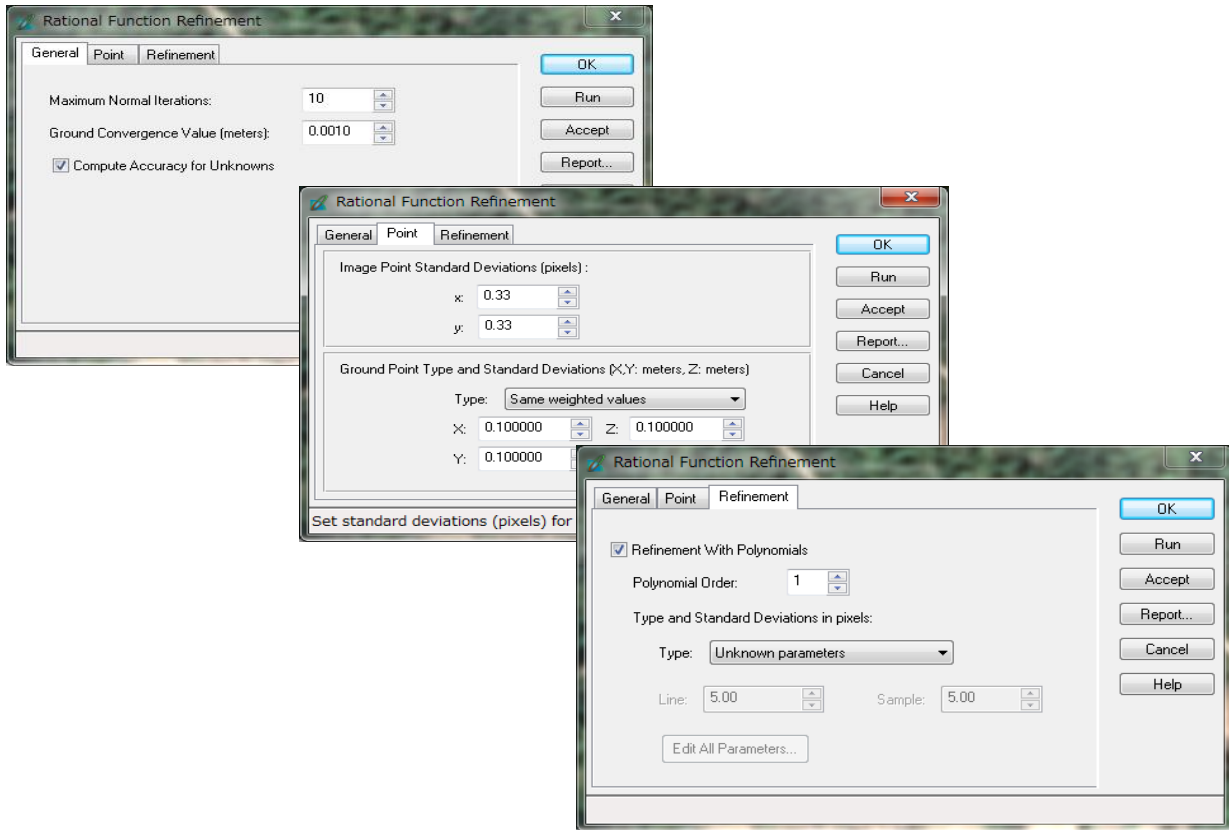 Rational Function Refinement
General Point Refinement
OK
Maximum Normal Iterations: 10
Run
Ground Convergence Value (meters): 0.0010
Accept
Compute Accuracy for Unknowns
Report...
Rational Function Refinement
General Point Refinement
OK
Image Point Standard Deviations (pixels) :
Run
x: 0.33
Accept
y: 0.33
Report...
Ground Point Type and Standard Deviations (X,Y: meters, Z: meters)
Cancel
Type: Same weighted values
Help
X: 0.100000 Z: 0.100000
Y: 0.100000
Set standard deviations (pixels) for
Rational Function Refinement
General Point Refinement
OK
Refinement With Polynomials
Run
Polynomial Order: 1
Accept
Type and Standard Deviations in pixels:
Report...
Type: Unknown parameters
Cancel
Line: 5.00 Sample: 5.00
Help
Edit All Parameters...